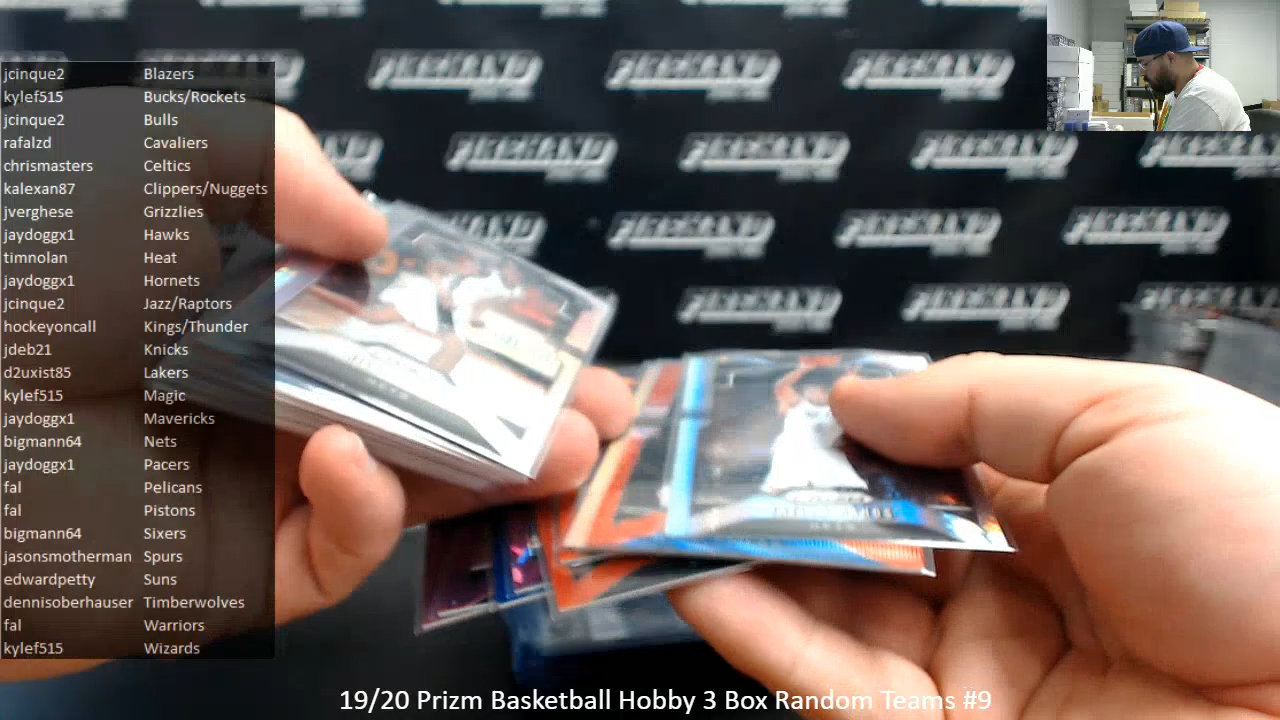 jcinque2 Blazers
kylef515 Bucks/Rockets
jcinque2 Bulls
rafalzd Cavaliers
chrismasters Celtics
kalexan87 Clippers/Nuggets
jverghese Grizzlies
jaydoggx1 Hawks
timnolan Heat
jaydoggx1 Hornets
jcinque2 Jazz/Raptors
hockeyoncall Kings/Thunder
jdeb21 Knicks
d2uxist85 Lakers
kylef515 Magic
jaydoggx1 Mavericks
bigmann64 Nets
jaydoggx1 Pacers
fal Pelicans
fal Pistons
bigmann64 Sixers
jasonsmotherman Spurs
edwardpetty Suns
dennisoberhauser Timberwolves
fal Warriors
kylef515 Wizards
19/20 Prizm Basketball Hobby 3 Box Random Teams #9